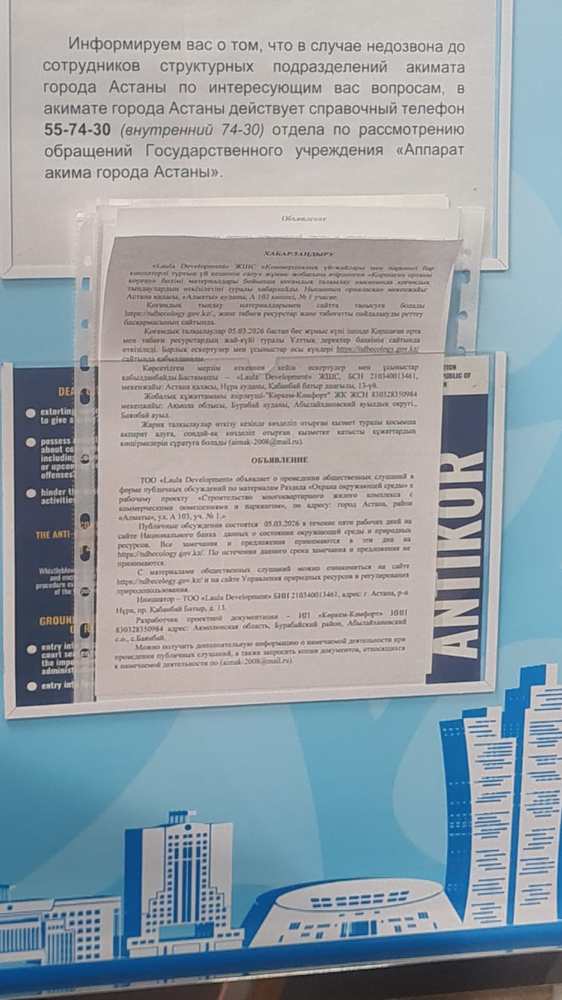 Информируем вас о том, что в случае недозвона до
сотрудников структурных подразделений акимата
города Астаны по интересующим вас вопросам, в
акимате города Астаны действует справочный телефон
55-74-30 (внутренний 74-30) отдела по рассмотрению
обращений Государственного учреждения «Аппарат
акима города Астаны».
Объявление
ХАБАРЛАНДЫРУ
«Laula Development» ЖШС «Коммерциялық үй-жайлары мен паркингі бар
көппәтерлі тұрғын үй кешенін салу» жұмыс жобасына әзірленген «Қоршаған ортаны
қорғау» бөлімі материалдары бойынша қоғамдық талқылау нысанында қоғамдық
тыңдаулардың өткізілетіні туралы хабарлайды. Нысанның орналасқан мекенжайы:
Астана қаласы, «Алматы» ауданы, А 103 көшесі, № 1 учаске.
Қоғамдық тыңдау материалдарымен сайтта танысуға болады
https://ndbecology.gov.kz/., және табиғи ресурстар және табиғатты пайдалануды реттеу
басқармасының сайтында.
Қоғамдық талқылаулар 05.03.2026 бастап бес жұмыс күні ішінде Қоршаған орта
мен табиғи ресурстардың жай-күйі туралы Ұлттық деректер банкінің сайтында
өткізіледі. Барлық ескертулер мен ұсыныстар осы күндері https://ndbecology.gov.kz/
сайтында қабылданады.
Көрсетілген мерзім өткеннен кейін ескертулер мен ұсыныстар
қабылданбайды.Бастамашы – «Laula Development» ЖШС, БСН 210340013461,
мекенжайы: Астана қаласы, Нұра ауданы, Қабанбай батыр даңғылы, 13-үй.
Жобалық құжаттаманы әзірлеуші-"Көркем-Комфорт" ЖК ЖСН 830328350984
мекенжайы: Ақмола облысы, Бурабай ауданы, Абылайхановский ауылдық округі.,
Баянбай ауыл.
Жария талқылаулар өткізу кезінде көзделіп отырған қызмет туралы қосымша
ақпарат алуға, сондай-ақ көзделіп отырған қызметке қатысты құжаттардың
көшірмелерін сұратуға болады (aimak-2008@mail.ru).
ОБЪЯВЛЕНИЕ
ТОО «Laula Development» объявляет о проведении общественных слушаний в
форме публичных обсуждений по материалам Раздела «Охрана окружающей среды» к
рабочему проекту «Строительство многоквартирного жилого комплекса с
коммерческими помещениями и паркингом», по адресу: город Астана, район
«Алматы», ул. А 103, уч. № 1.»
Публичные обсуждения состоятся 05.03.2026 в течение пяти рабочих дней на
сайте Национального банка данных о состоянии окружающей среды и природных
ресурсов. Все замечания и предложения принимаются в эти дни на
https://ndbecology.gov.kz/. По истечении данного срока замечания и предложения не
принимаются.
С материалами общественных слушаний можно ознакомиться на сайте
https://ndbecology.gov.kz/ и на сайте Управления природных ресурсов и регулирования
природопользования.
Инициатор – ТОО «Laula Development» БИН 210340013461, адрес: г. Астана, р-н
Нұра, пр. Қабанбай Батыр, д. 13.
Разработчик проектной документации – ИП «Көркем-Комфорт» ИИН
830328350984 адрес: Акмолинская область, Бурабайский район, Абылайхановский
с.о., с.Баянбай.
Можно получить дополнительную информацию о намечаемой деятельности при
проведении публичных слушаний, а также запросить копии документов, относящихся
к намечаемой деятельности по (aimak-2008@mail.ru).
extorting
to give a
possess
about co
including
or upcom
offenses
hinder th
activities
THE ANTI-
Whistleblow
and enc
procedure
of the
GROUN
entry int
court se
the impo
administ
entry int
PUBLIC OF
ANTIKOR